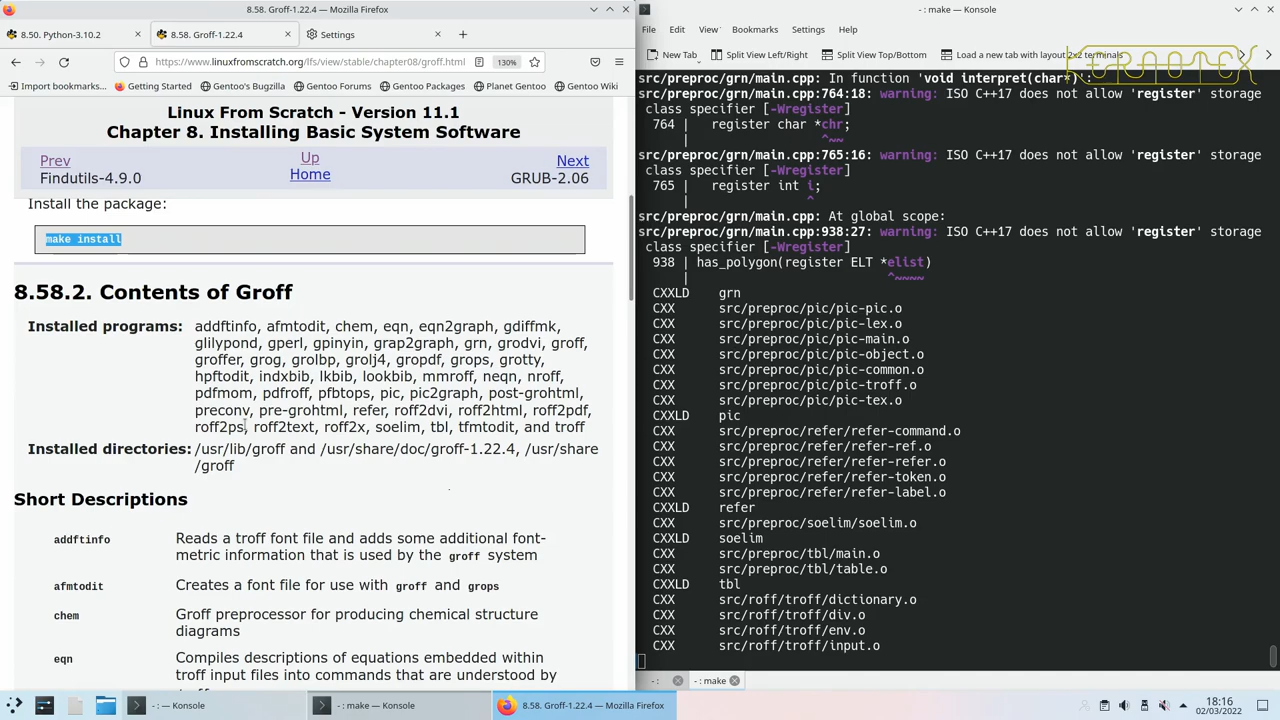 8.58. Groff-1.22.4 — Mozilla Firefox
8.50. Python-3.10.2
8.58. Groff-1.22.4
Settings
https://www.linuxfromscratch.org/lfs/view/stable/chapter08/groff.html
130%
Import bookmarks...
Getting Started
Gentoo's Bugzilla
Gentoo Forums
Gentoo Packages
Planet Gentoo
Gentoo Wiki
Linux From Scratch - Version 11.1
Chapter 8. Installing Basic System Software
Prev
Up
Next
Findutils-4.9.0
Home
GRUB-2.06
Install the package:
make install
8.58.2. Contents of Groff
Installed programs: addftinfo, afmtodit, chem, eqn, eqn2graph, gdiffmk,
glilypond, gperl, gpinyin, grap2graph, grn, grodvi, groff,
groffer, grog, grolbp, grolj4, gropdf, grops, grotty,
hpftodit, indxbib, lkbib, lookbib, mmroff, neqn, nroff,
pdfmom, pdfroff, pfbtops, pic, pic2graph, post-grohtml,
preconv, pre-grohtml, refer, roff2dvi, roff2html, roff2pdf,
roff2ps, roff2text, roff2x, soelim, tbl, tfmtodit, and troff
Installed directories: /usr/lib/groff and /usr/share/doc/groff-1.22.4, /usr/share
/groff
Short Descriptions
addftinfo Reads a troff font file and adds some additional font-
metric information that is used by the groff system
afmtodit Creates a font file for use with groff and grops
chem Groff preprocessor for producing chemical structure
diagrams
eqn Compiles descriptions of equations embedded within
troff input files into commands that are understood by
- : make — Konsole
File Edit View Bookmarks Settings Help
New Tab
Split View Left/Right
Split View Top/Bottom
Load a new tab with layout 2x2 terminals
KERNOTEX
src/preproc/grn/main.cpp: In function 'void interpret(char*)':
src/preproc/grn/main.cpp:764:18: warning: ISO C++17 does not allow 'register' storage
class specifier [-Wregister]
764 | register char *chr;
| ^~~
src/preproc/grn/main.cpp:765:16: warning: ISO C++17 does not allow 'register' storage
class specifier [-Wregister]
765 | register int i;
| ^
src/preproc/grn/main.cpp: At global scope:
src/preproc/grn/main.cpp:938:27: warning: ISO C++17 does not allow 'register' storage
class specifier [-Wregister]
938 | has_polygon(register ELT *elist)
| ^~~~~
CXXLD grn
CXX src/preproc/pic/pic-pic.o
CXX src/preproc/pic/pic-lex.o
CXX src/preproc/pic/pic-main.o
CXX src/preproc/pic/pic-object.o
CXX src/preproc/pic/pic-common.o
CXX src/preproc/pic/pic-troff.o
CXX src/preproc/pic/pic-tex.o
CXXLD pic
CXX src/preproc/refer/refer-command.o
CXX src/preproc/refer/refer-ref.o
CXX src/preproc/refer/refer-refer.o
CXX src/preproc/refer/refer-token.o
CXX src/preproc/refer/refer-label.o
CXXLD refer
CXX src/preproc/soelim/soelim.o
CXXLD soelim
CXX src/preproc/tbl/main.o
CXX src/preproc/tbl/table.o
CXXLD tbl
CXX src/roff/troff/dictionary.o
CXX src/roff/troff/div.o
CXX src/roff/troff/env.o
CXX src/roff/troff/input.o
- :
- : make
- : — Konsole
- : make — Konsole
8.58. Groff-1.22.4 — Mozilla Firefox
18:16
02/03/2022